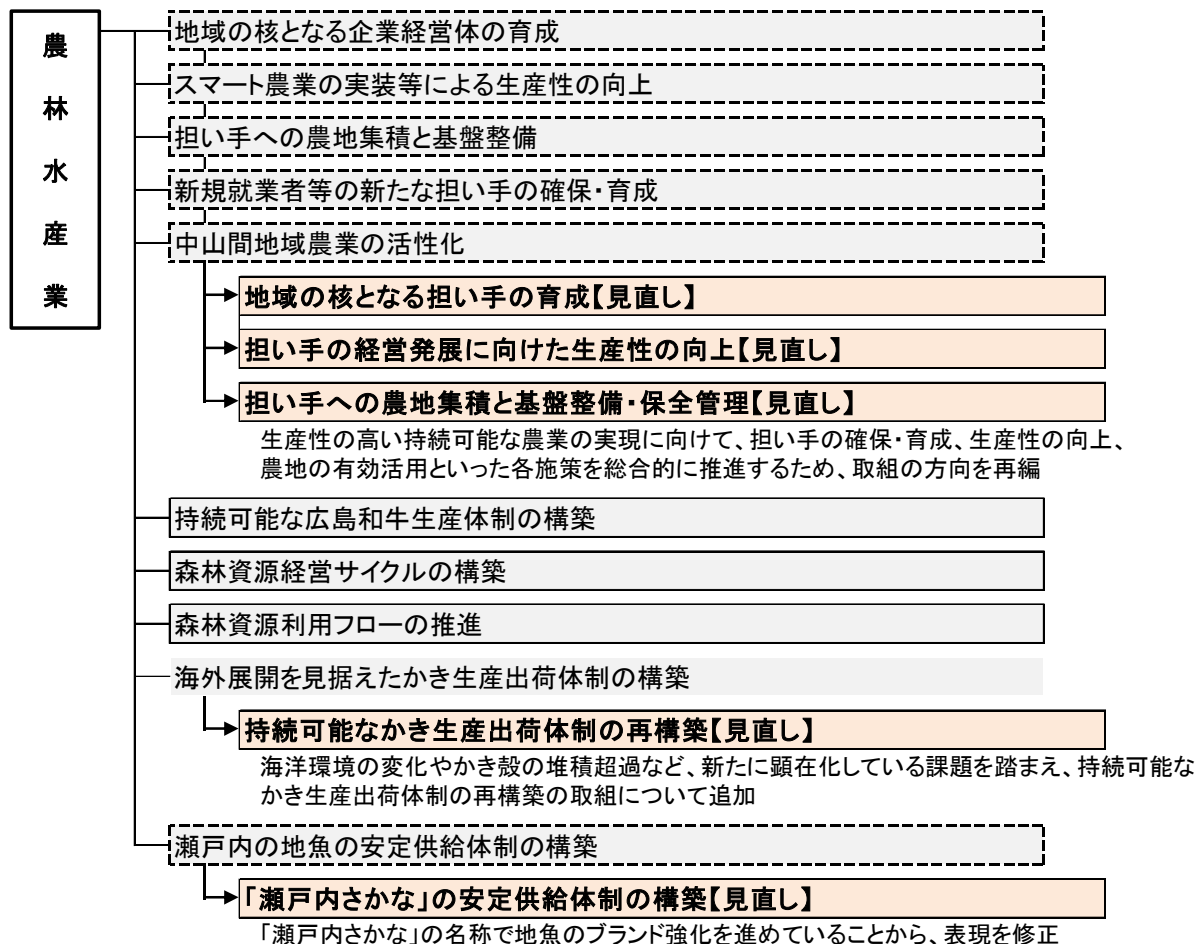 農林水産業
地域の核となる企業経営体の育成
スマート農業の実装等による生産性の向上
担い手への農地集積と基盤整備
新規就業者等の新たな担い手の確保・育成
中山間地域農業の活性化
地域の核となる担い手の育成【見直し】
担い手の経営発展に向けた生産性の向上【見直し】
担い手への農地集積と基盤整備・保全管理【見直し】
生産性の高い持続可能な農業の実現に向けて、担い手の確保・育成、生産性の向上、
農地の有効活用といった各施策を総合的に推進するため、取組の方向を再編
持続可能な広島和牛生産体制の構築
森林資源経営サイクルの構築
森林資源利用フローの推進
海外展開を見据えたかき生産出荷体制の構築
持続可能なかき生産出荷体制の再構築【見直し】
海洋環境の変化やかき殻の堆積超過など、新たに顕在化している課題を踏まえ、持続可能な
かき生産出荷体制の再構築の取組について追加
瀬戸内の地魚の安定供給体制の構築
「瀬戸内さかな」の安定供給体制の構築【見直し】
「瀬戸内さかな」の名称で地魚のブランド強化を進めていることから、表現を修正